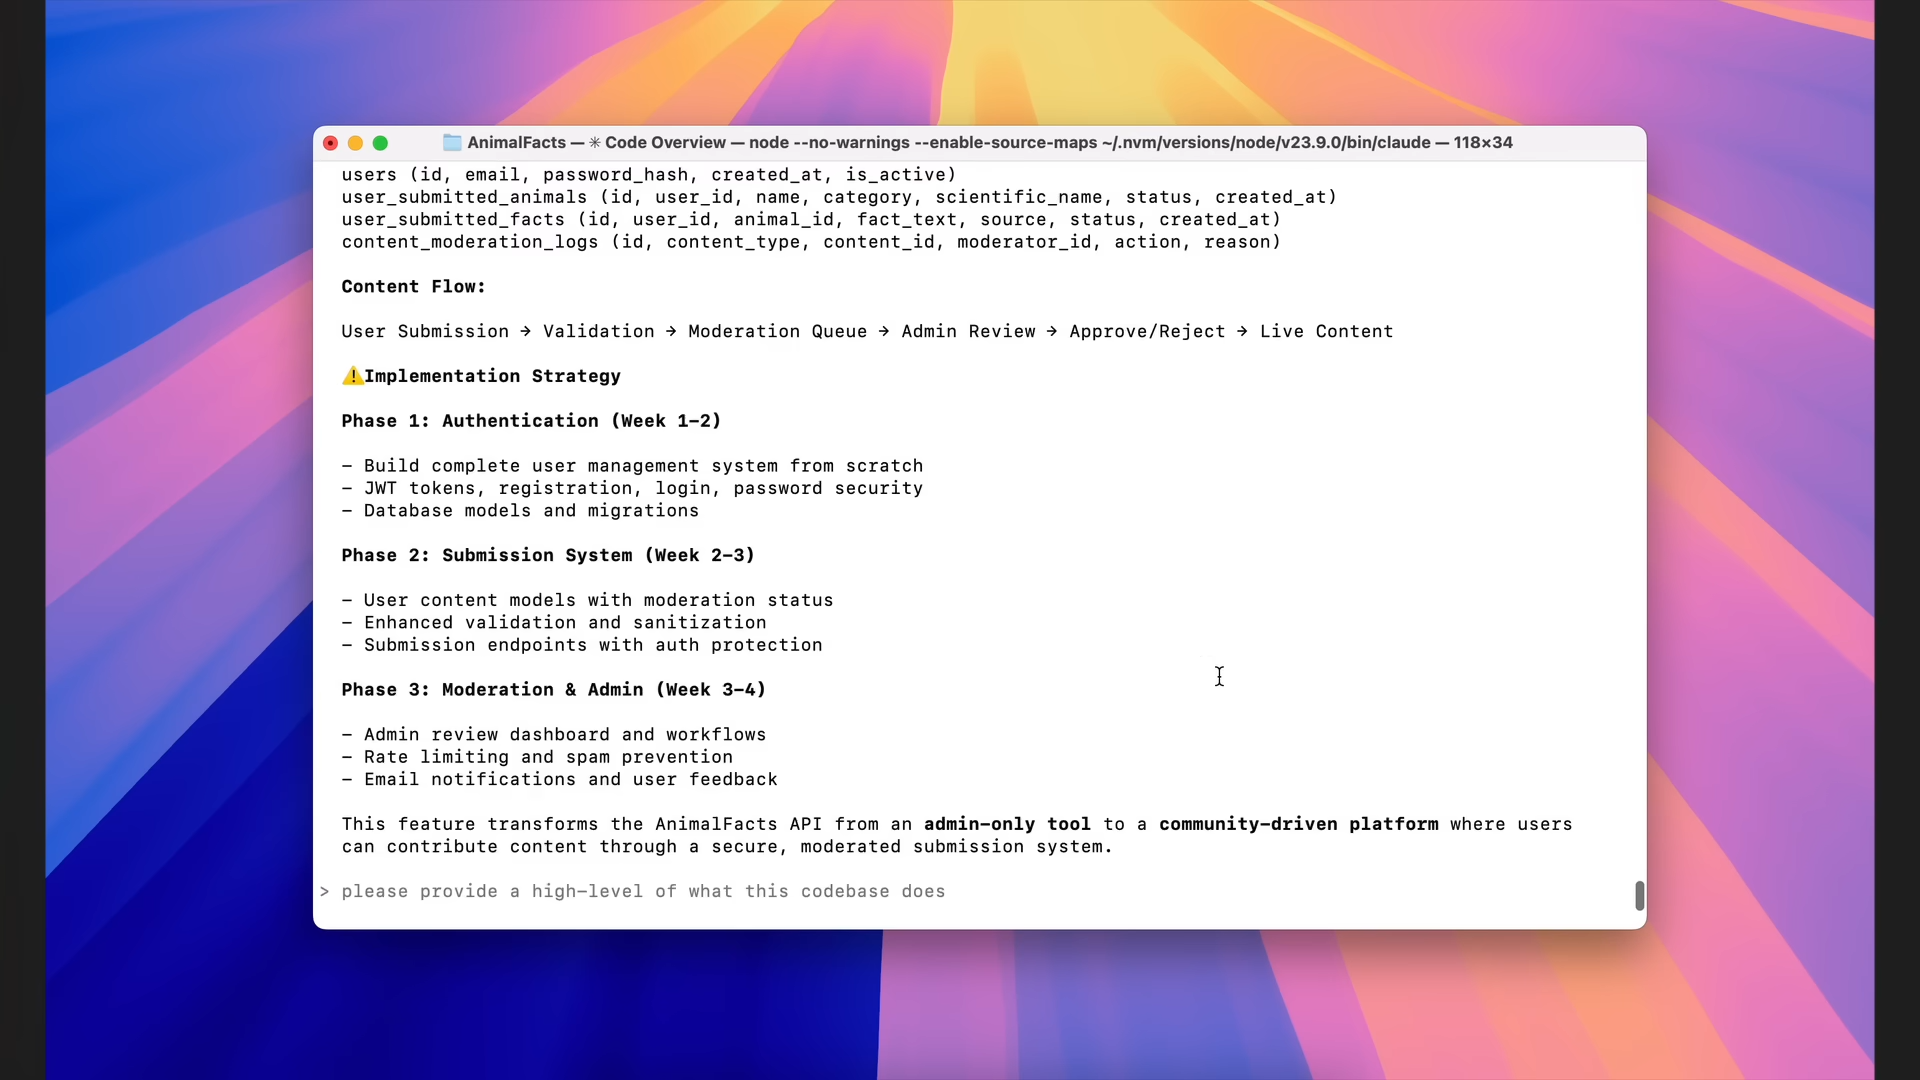 AnimalFacts — ✳ Code Overview — node --no-warnings --enable-source-maps ~/.nvm/versions/node/v23.9.0/bin/claude — 118×34
users (id, email, password_hash, created_at, is_active)
user_submitted_animals (id, user_id, name, category, scientific_name, status, created_at)
user_submitted_facts (id, user_id, animal_id, fact_text, source, status, created_at)
content_moderation_logs (id, content_type, content_id, moderator_id, action, reason)
Content Flow:
User Submission → Validation → Moderation Queue → Admin Review → Approve/Reject → Live Content
⚠️Implementation Strategy
Phase 1: Authentication (Week 1-2)
- Build complete user management system from scratch
- JWT tokens, registration, login, password security
- Database models and migrations
Phase 2: Submission System (Week 2-3)
- User content models with moderation status
- Enhanced validation and sanitization
- Submission endpoints with auth protection
Phase 3: Moderation & Admin (Week 3-4)
- Admin review dashboard and workflows
- Rate limiting and spam prevention
- Email notifications and user feedback
This feature transforms the AnimalFacts API from an admin-only tool to a community-driven platform where users
can contribute content through a secure, moderated submission system.
> please provide a high-level of what this codebase does